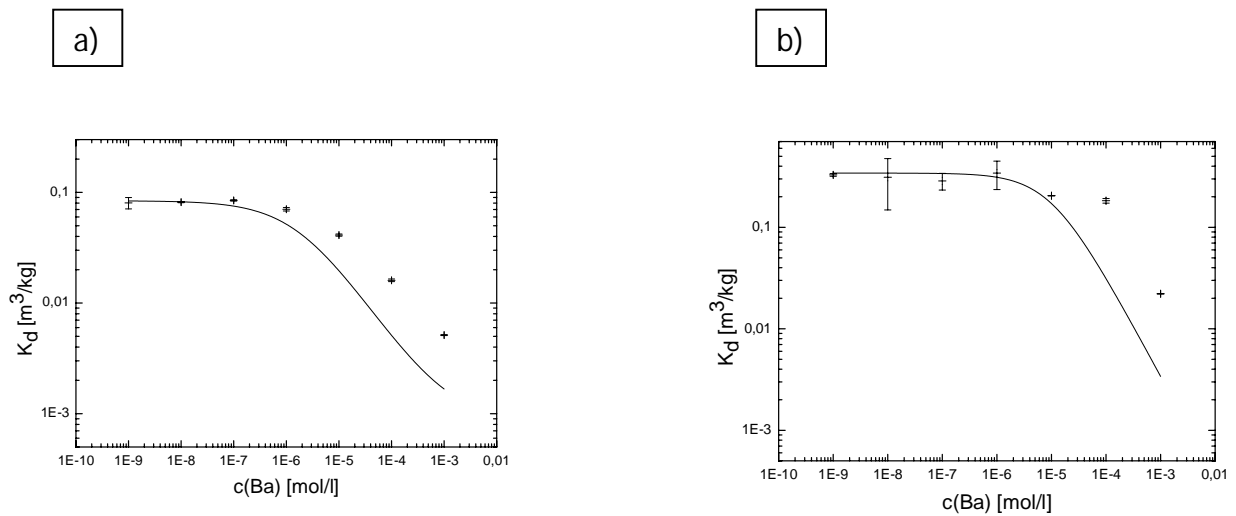 a)
0,1
0,01
1E-3
K_d [m³/kg]
1E-10 1E-9 1E-8 1E-7 1E-6 1E-5 1E-4 1E-3 0,01
c(Ba) [mol/l]
b)
0,1
0,01
1E-3
K_d [m³/kg]
1E-10 1E-9 1E-8 1E-7 1E-6 1E-5 1E-4 1E-3 0,01
c(Ba) [mol/l]